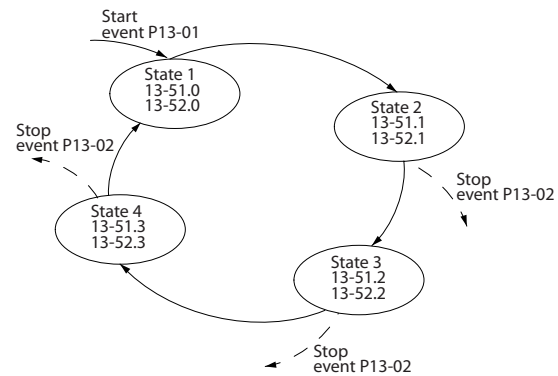 Start
event P13-01
State 1
13-51.0
13-52.0
State 2
13-51.1
13-52.1
Stop
event P13-02
Stop
event P13-02
State 4
13-51.3
13-52.3
State 3
13-51.2
13-52.2
Stop
event P13-02